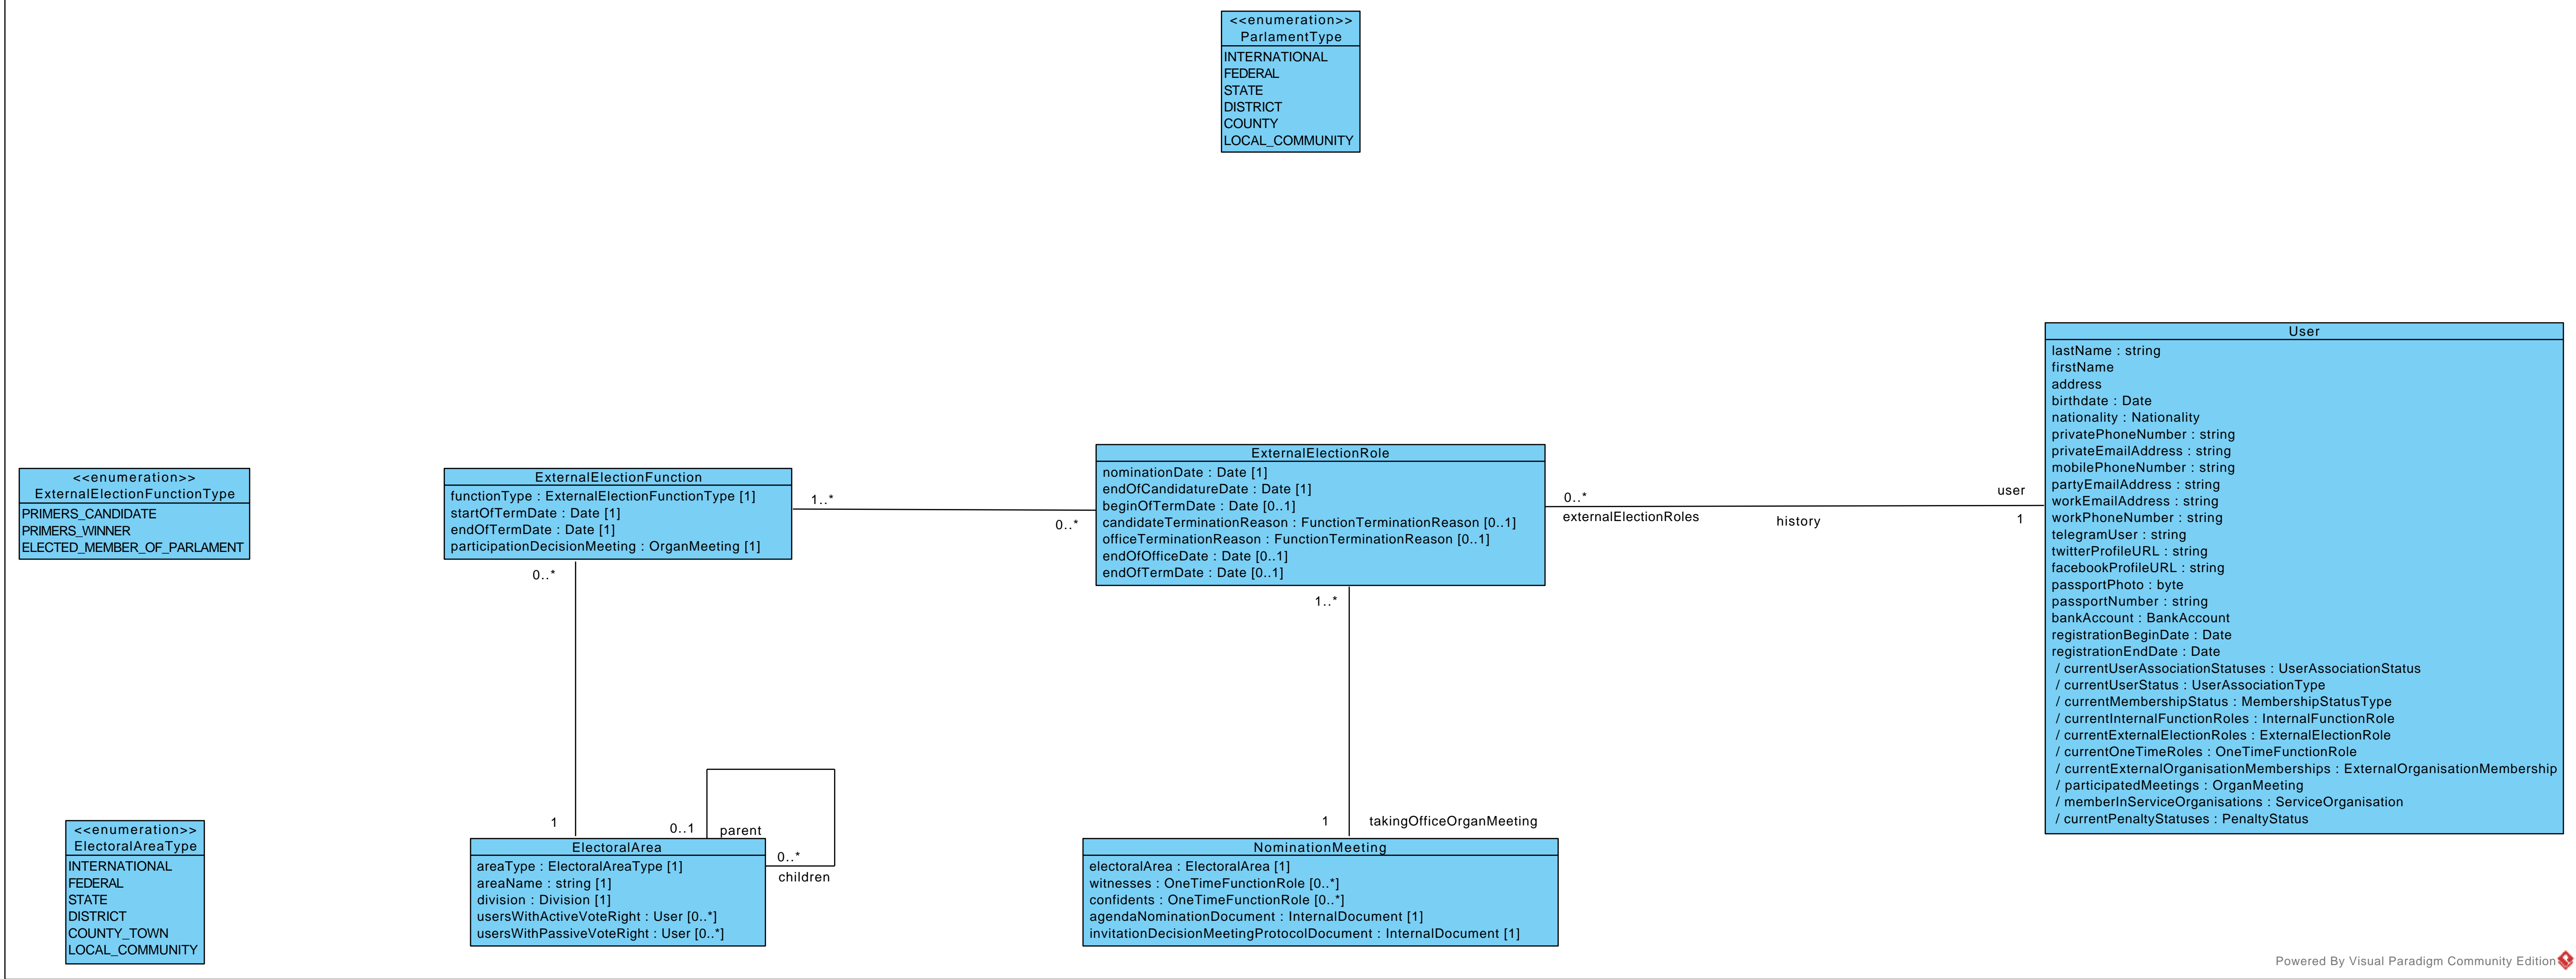 <<enumeration>>
ParlamentType
INTERNATIONAL
FEDERAL
STATE
DISTRICT
COUNTY
LOCAL_COMMUNITY
<<enumeration>>
ExternalElectionFunctionType
PRIMERS_CANDIDATE
PRIMERS_WINNER
ELECTED_MEMBER_OF_PARLAMENT
ExternalElectionFunction
functionType : ExternalElectionFunctionType [1]
startOfTermDate : Date [1]
endOfTermDate : Date [1]
participationDecisionMeeting : OrganMeeting [1]
1..*
0..*
ExternalElectionRole
nominationDate : Date [1]
endOfCandidatureDate : Date [1]
beginOfTermDate : Date [0..1]
candidateTerminationReason : FunctionTerminationReason [0..1]
officeTerminationReason : FunctionTerminationReason [0..1]
endOfOfficeDate : Date [0..1]
endOfTermDate : Date [0..1]
0..*
externalElectionRoles
history
user
1
User
lastName : string
firstName
address
birthdate : Date
nationality : Nationality
privatePhoneNumber : string
privateEmailAddress : string
mobilePhoneNumber : string
partyEmailAddress : string
workEmailAddress : string
workPhoneNumber : string
telegramUser : string
twitterProfileURL : string
facebookProfileURL : string
passportPhoto : byte
passportNumber : string
bankAccount : BankAccount
registrationBeginDate : Date
registrationEndDate : Date
/ currentUserAssociationStatuses : UserAssociationStatus
/ currentUserStatus : UserAssociationType
/ currentMembershipStatus : MembershipStatusType
/ currentInternalFunctionRoles : InternalFunctionRole
/ currentExternalElectionRoles : ExternalElectionRole
/ currentOneTimeRoles : OneTimeFunctionRole
/ currentExternalOrganisationMemberships : ExternalOrganisationMembership
/ participatedMeetings : OrganMeeting
/ memberInServiceOrganisations : ServiceOrganisation
/ currentPenaltyStatuses : PenaltyStatus
0..*
1
1..*
1
takingOfficeOrganMeeting
<<enumeration>>
ElectoralAreaType
INTERNATIONAL
FEDERAL
STATE
DISTRICT
COUNTY_TOWN
LOCAL_COMMUNITY
0..1
parent
0..*
children
ElectoralArea
areaType : ElectoralAreaType [1]
areaName : string [1]
division : Division [1]
usersWithActiveVoteRight : User [0..*]
usersWithPassiveVoteRight : User [0..*]
NominationMeeting
electoralArea : ElectoralArea [1]
witnesses : OneTimeFunctionRole [0..*]
confidents : OneTimeFunctionRole [0..*]
agendaNominationDocument : InternalDocument [1]
invitationDecisionMeetingProtocolDocument : InternalDocument [1]
Powered By Visual Paradigm Community Edition